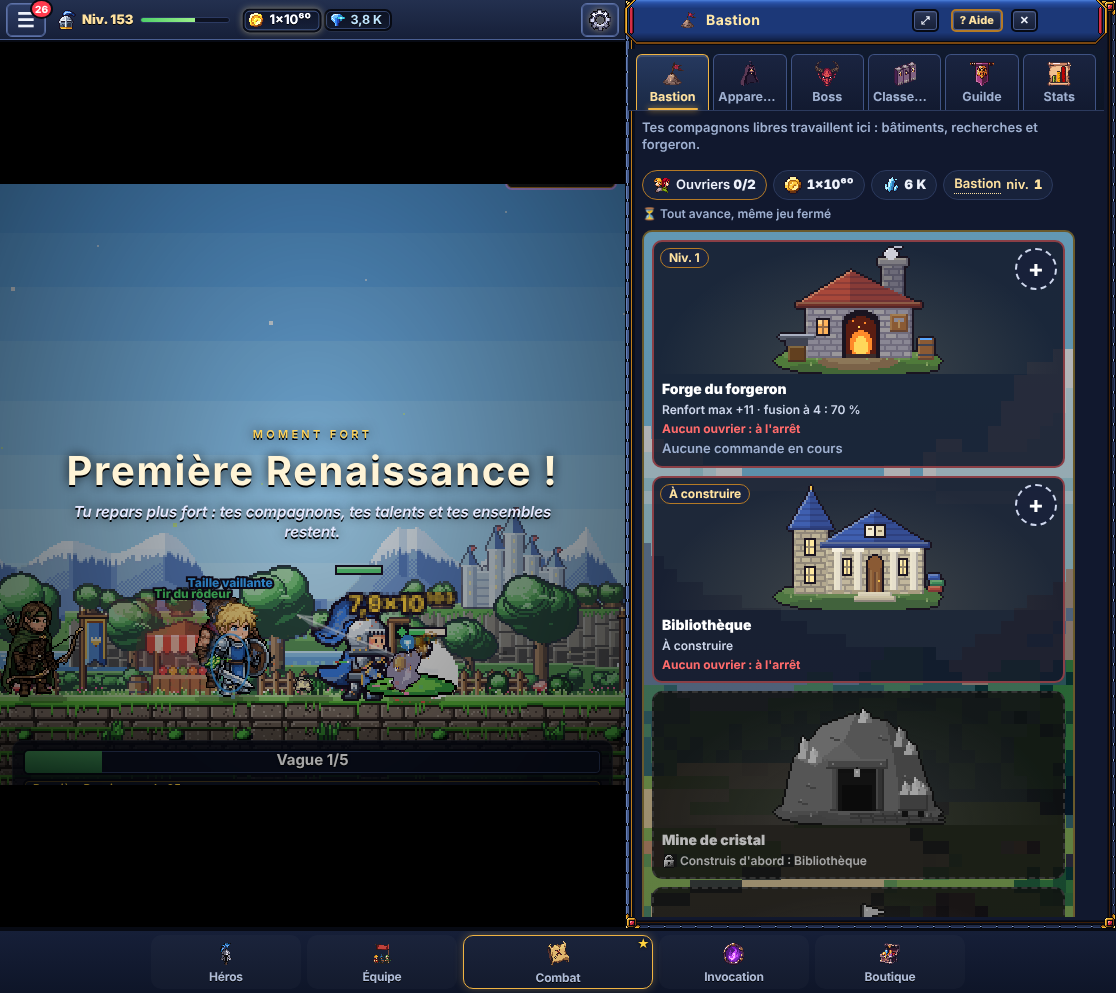 26
Niv. 153
1×10⁶⁰
3,8 K
Bastion
? Aide
Bastion
Appare...
Boss
Classe...
Guilde
Stats
Tes compagnons libres travaillent ici : bâtiments, recherches et
forgeron.
Ouvriers 0/2
1×10⁶⁰
6 K
Bastion niv. 1
Tout avance, même jeu fermé
Niv. 1
Forge du forgeron
Renfort max +11 · fusion à 4 : 70 %
Aucun ouvrier : à l'arrêt
Aucune commande en cours
À construire
Bibliothèque
À construire
Aucun ouvrier : à l'arrêt
Mine de cristal
Construis d'abord : Bibliothèque
MOMENT FORT
Première Renaissance !
Tu repars plus fort : tes compagnons, tes talents et tes ensembles
restent.
Taille vaillante
Tir du rôdeur
Vague 1/5
Héros
Équipe
Combat
Invocation
Boutique